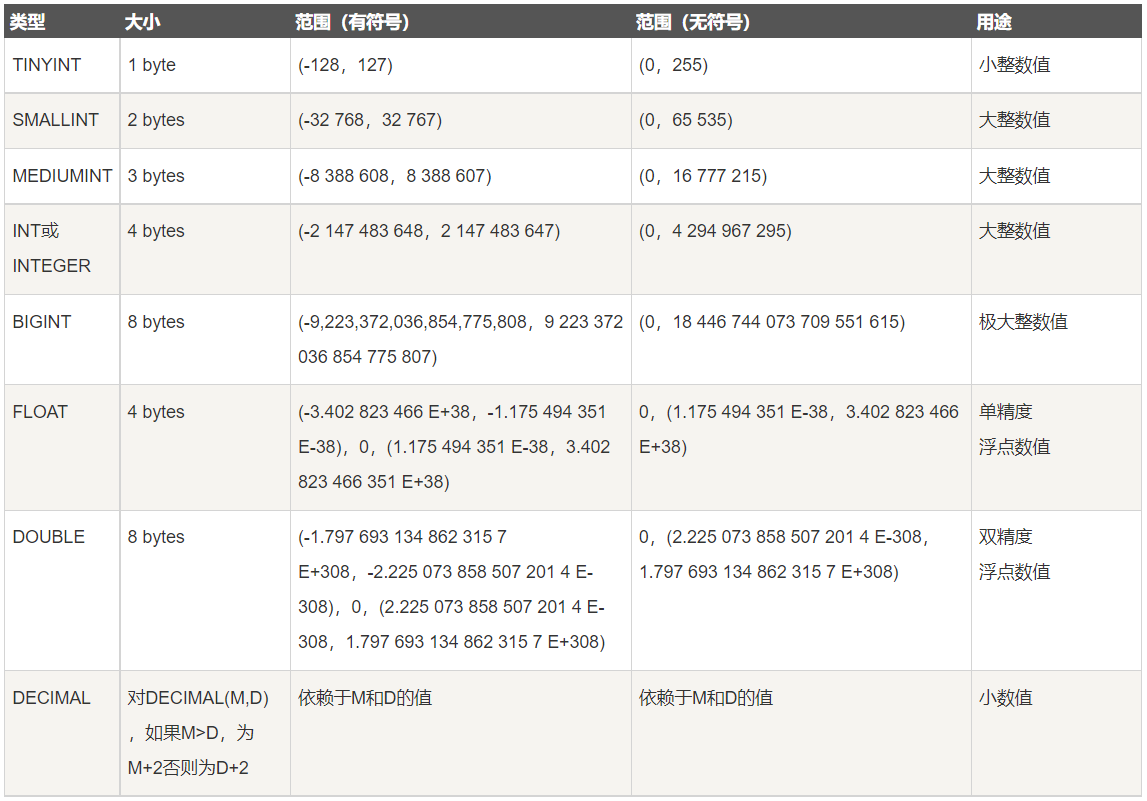 类型 大小 范围（有符号） 范围（无符号） 用途
TINYINT 1 byte (-128，127) (0，255) 小整数值
SMALLINT 2 bytes (-32 768，32 767) (0，65 535) 大整数值
MEDIUMINT 3 bytes (-8 388 608，8 388 607) (0，16 777 215) 大整数值
INT或 4 bytes (-2 147 483 648，2 147 483 647) (0，4 294 967 295) 大整数值
INTEGER
BIGINT 8 bytes (-9,223,372,036,854,775,808，9 223 372 (0，18 446 744 073 709 551 615) 极大整数值
036 854 775 807)
FLOAT 4 bytes (-3.402 823 466 E+38，-1.175 494 351 0，(1.175 494 351 E-38，3.402 823 466 单精度
E-38)，0，(1.175 494 351 E-38，3.402 E+38) 浮点数值
823 466 351 E+38)
DOUBLE 8 bytes (-1.797 693 134 862 315 7 0，(2.225 073 858 507 201 4 E-308， 双精度
E+308，-2.225 073 858 507 201 4 E- 1.797 693 134 862 315 7 E+308) 浮点数值
308)，0，(2.225 073 858 507 201 4 E-
308，1.797 693 134 862 315 7 E+308)
DECIMAL 对DECIMAL(M,D) 依赖于M和D的值 依赖于M和D的值 小数值
，如果M>D，为
M+2否则为D+2